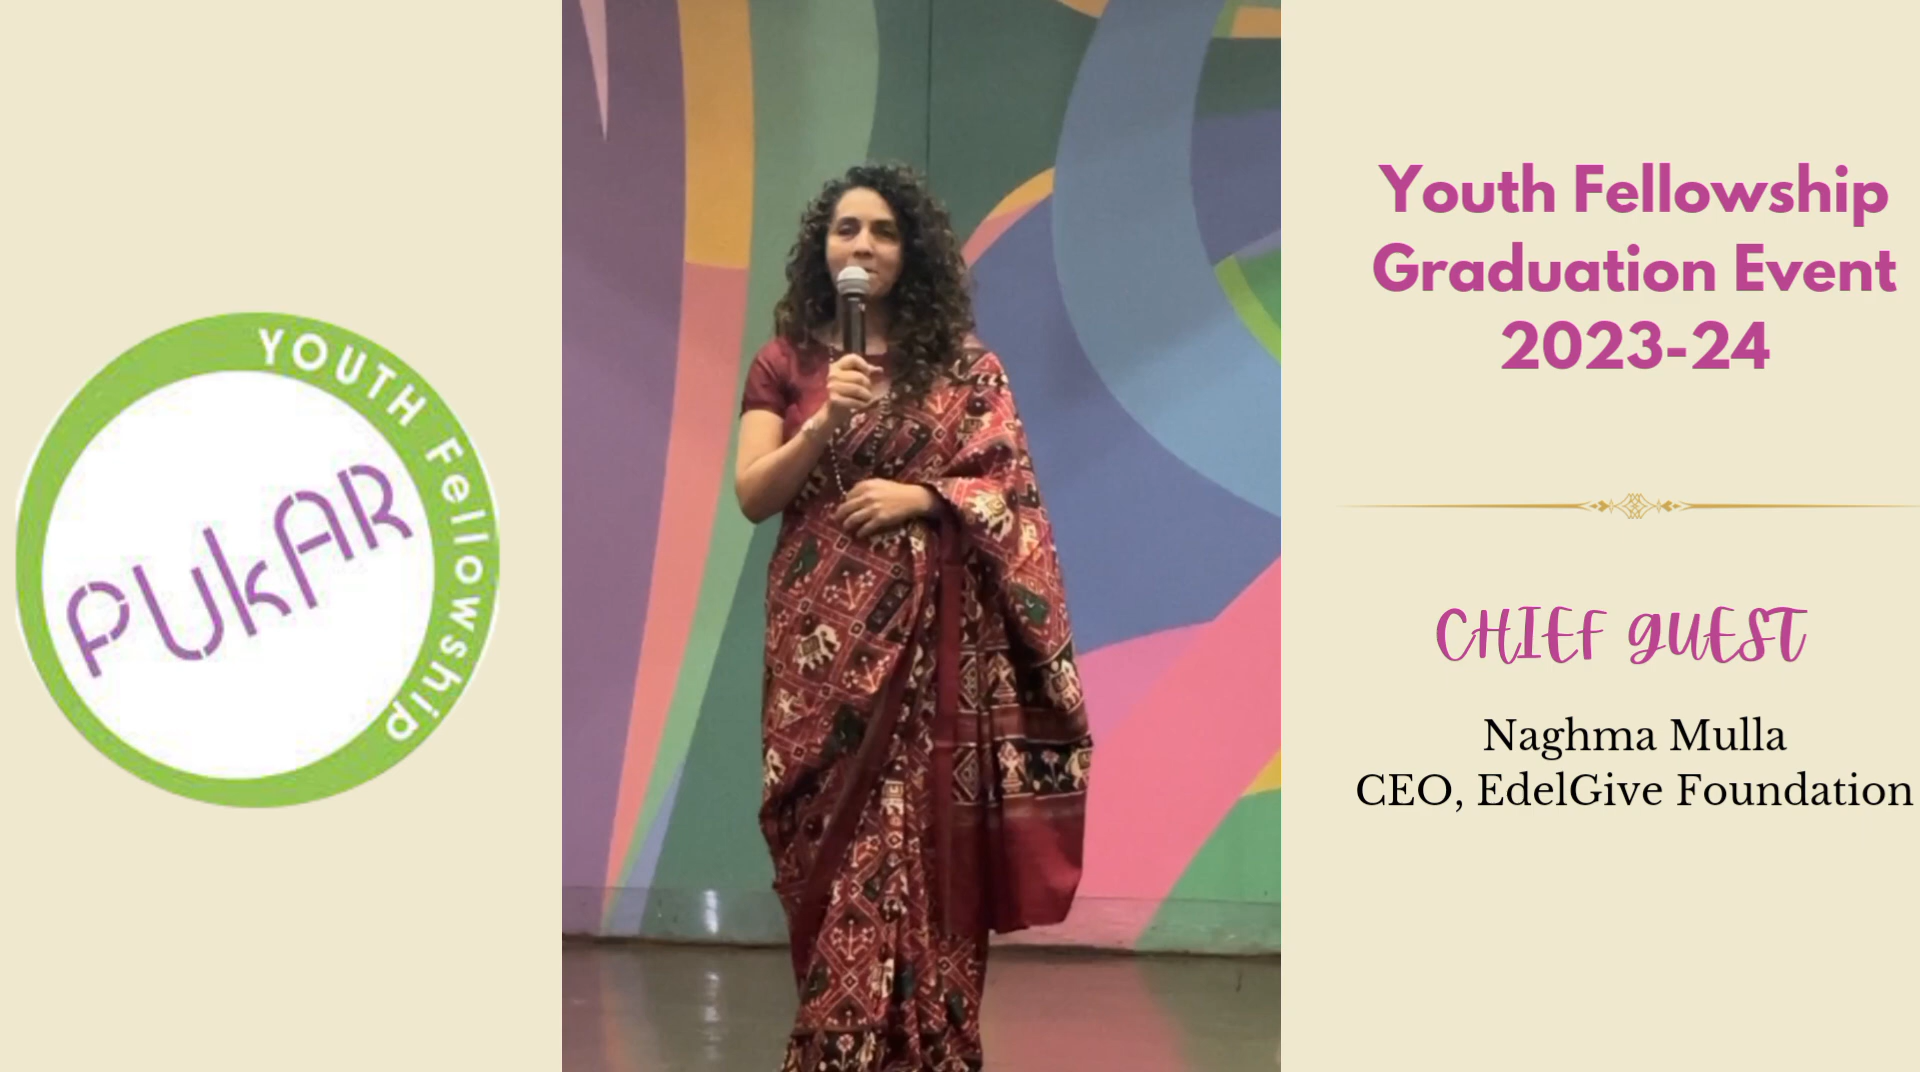 YOUTH Fellowship
PUKAR
Youth Fellowship
Graduation Event
2023-24
CHIEF GUEST
Naghma Mulla
CEO, EdelGive Foundation